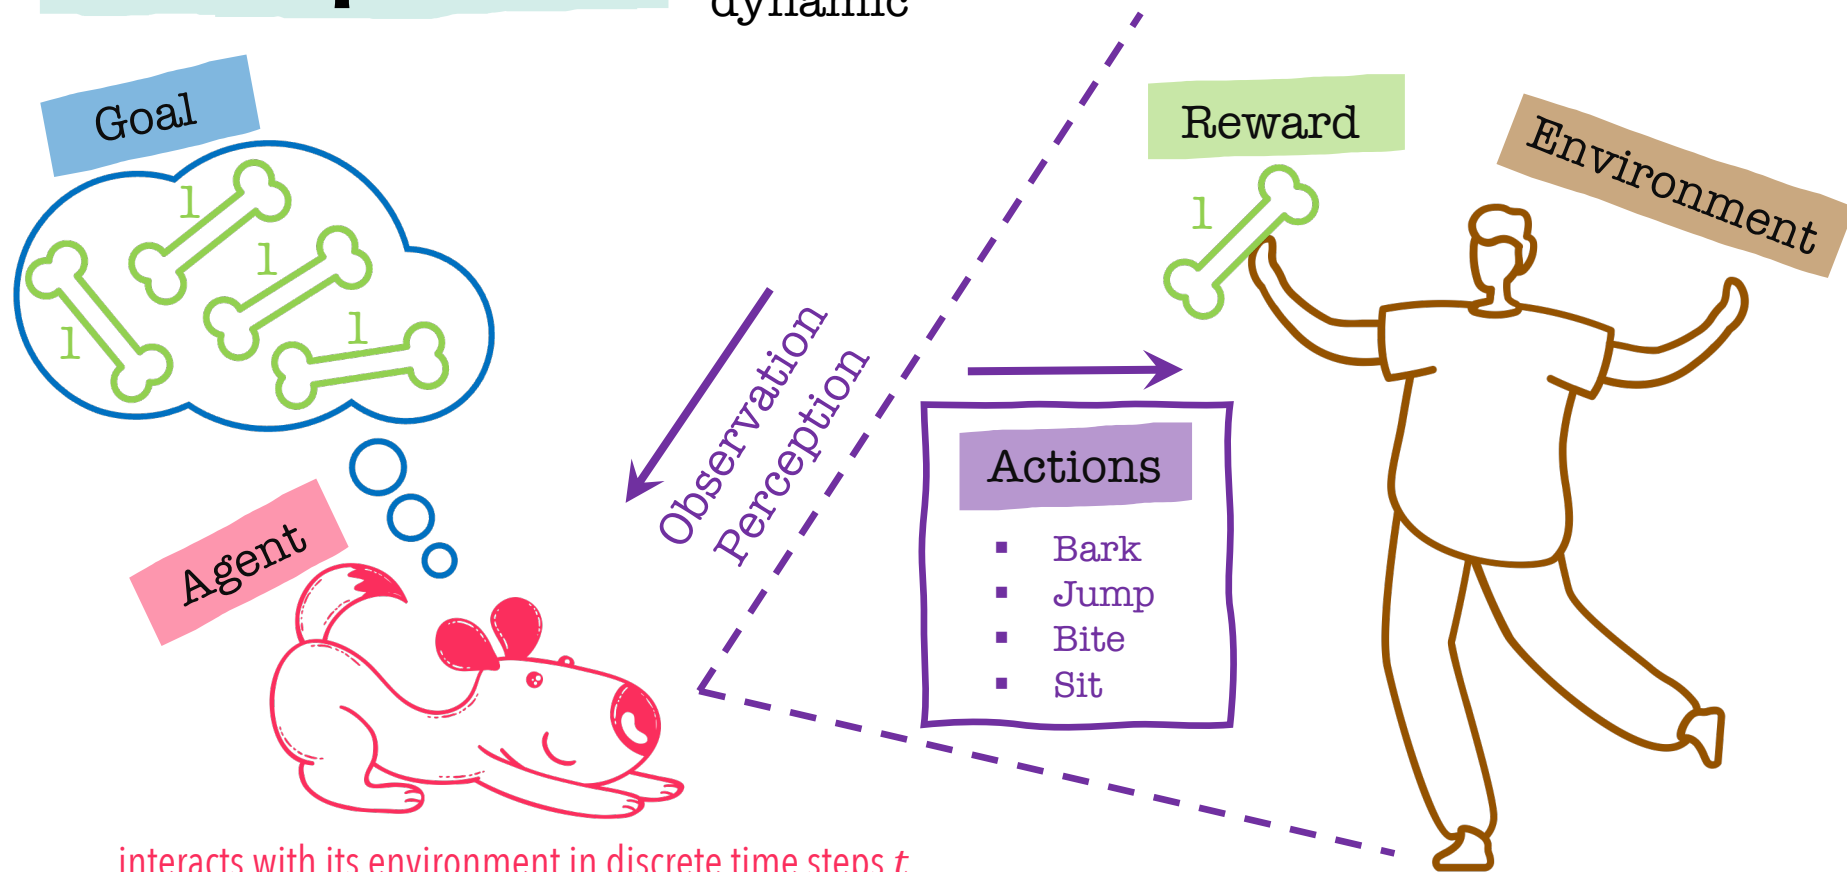 dynamic
Goal
1
1
1
1
Agent
Observation
Perception
Reward
1
Environment
Actions
▪ Bark
▪ Jump
▪ Bite
▪ Sit
interacts with its environment in discrete time steps t